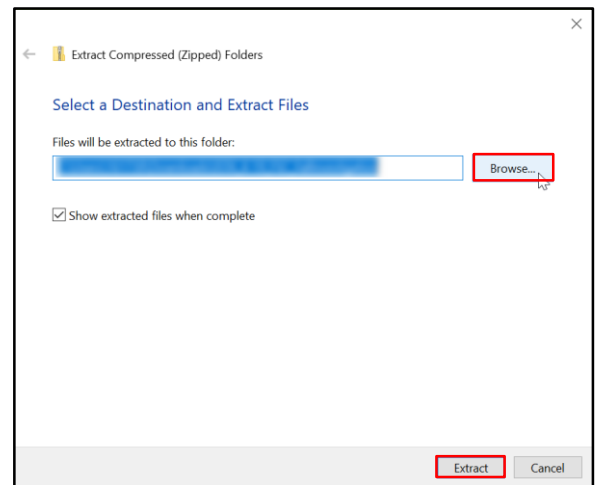 Extract Compressed (Zipped) Folders
Select a Destination and Extract Files
Files will be extracted to this folder:
Browse...
Show extracted files when complete
Extract Cancel